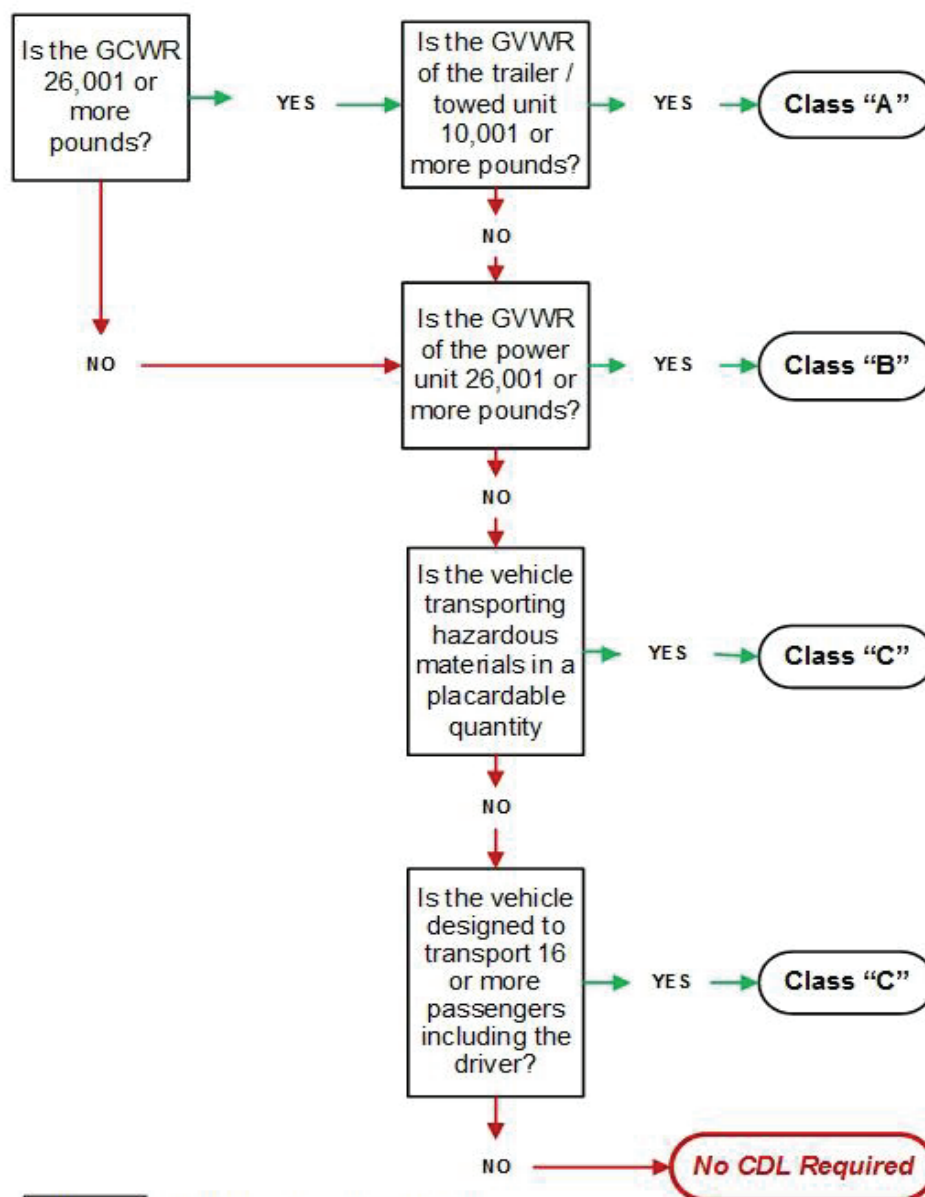 Is the GCWR
26,001 or
more
pounds?
YES
Is the GVWR
of the trailer /
towed unit
10,001 or
more pounds?
YES
Class “A”
NO
NO
Is the GVWR
of the power
unit 26,001 or
more pounds?
YES
Class “B”
NO
Is the vehicle
transporting
hazardous
materials in a
placardable
quantity
YES
Class “C”
NO
Is the vehicle
designed to
transport 16
or more
passengers
including the
driver?
YES
Class “C”
NO
No CDL Required